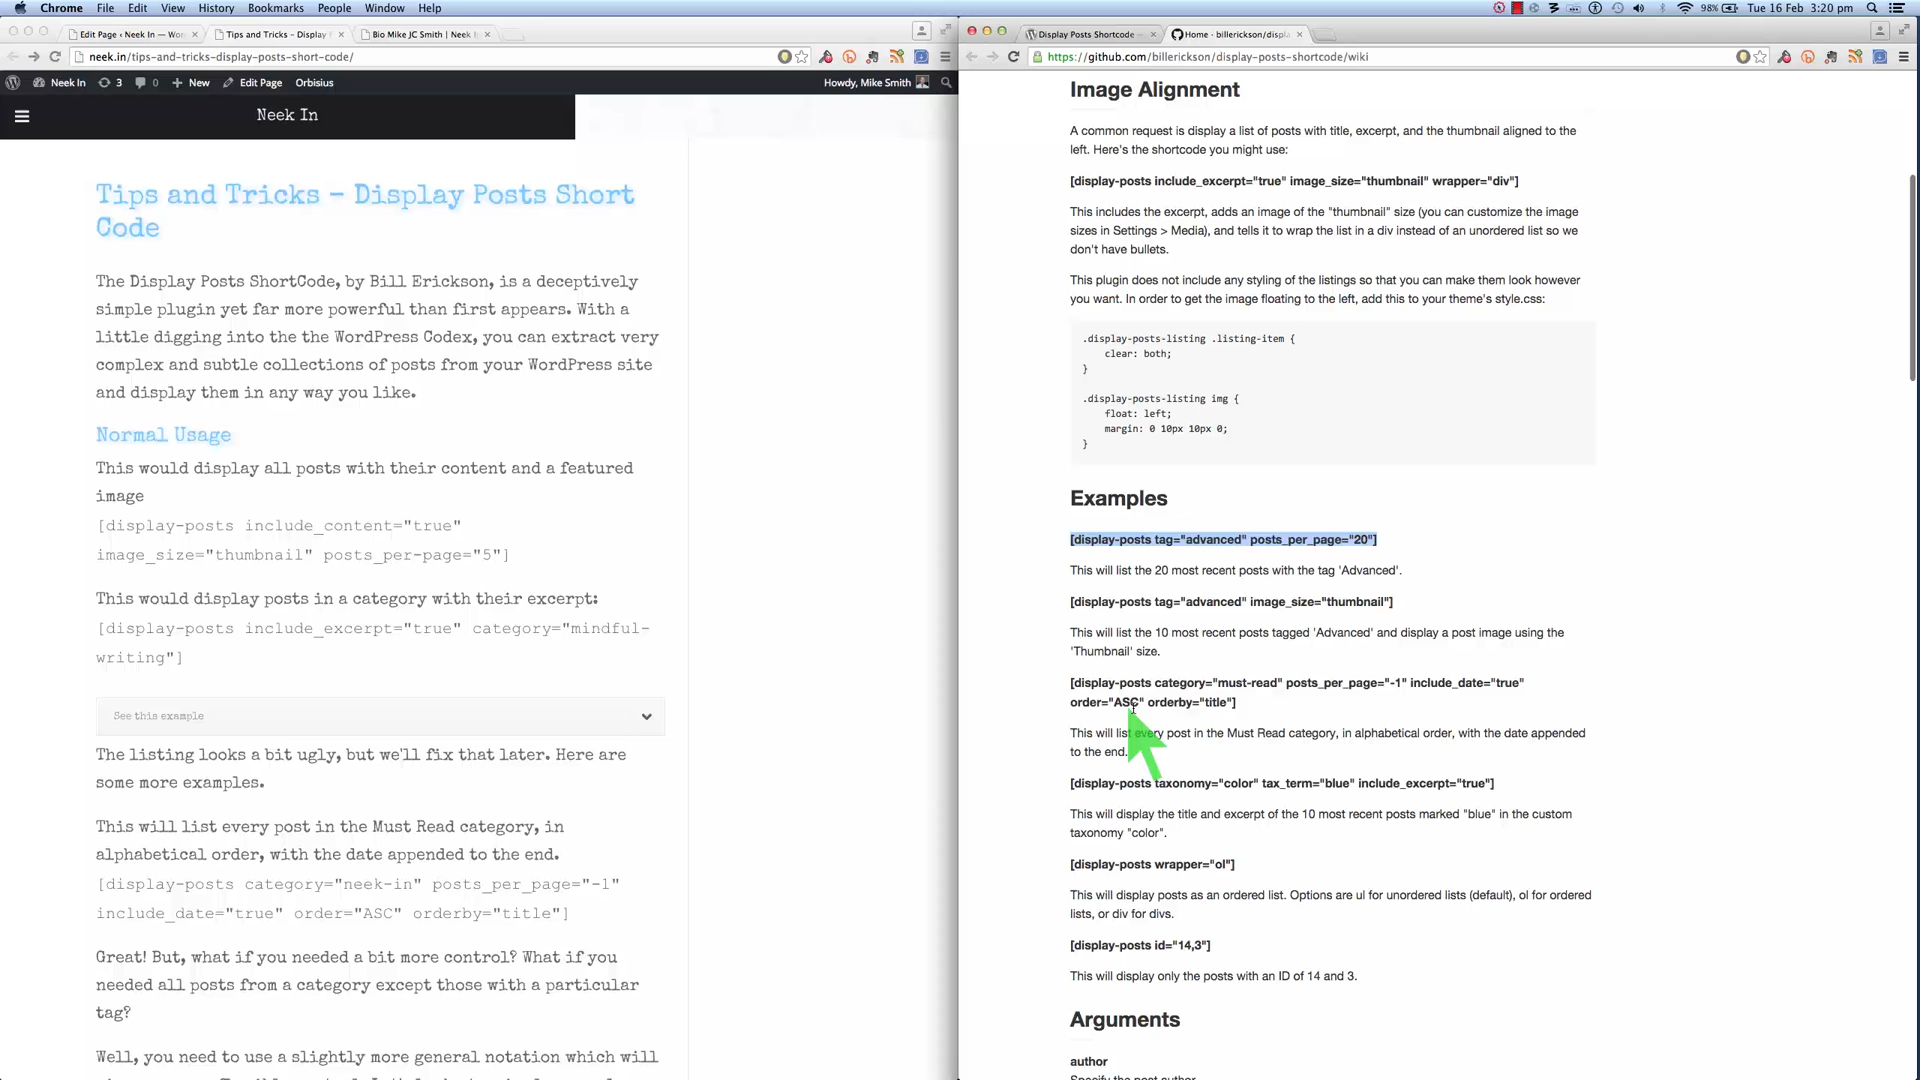 Chrome File Edit View History Bookmarks People Window Help
98% Tue 16 Feb 3:20 pm
Edit Page ‹ Neek In — Wor
Tips and Tricks – Display P
Bio Mike JC Smith | Neek I
neek.in/tips-and-tricks-display-posts-short-code/
Neek In 3 0 New Edit Page Orbisius
Howdy, Mike Smith
Neek In
Tips and Tricks – Display Posts Short
Code
The Display Posts ShortCode, by Bill Erickson, is a deceptively
simple plugin yet far more powerful than first appears. With a
little digging into the the WordPress Codex, you can extract very
complex and subtle collections of posts from your WordPress site
and display them in any way you like.
Normal Usage
This would display all posts with their content and a featured
image
[display-posts include_content="true"
image_size="thumbnail" posts_per-page="5"]
This would display posts in a category with their excerpt:
[display-posts include_excerpt="true" category="mindful-
writing"]
See this example
The listing looks a bit ugly, but we'll fix that later. Here are
some more examples.
This will list every post in the Must Read category, in
alphabetical order, with the date appended to the end.
[display-posts category="neek-in" posts_per_page="-1"
include_date="true" order="ASC" orderby="title"]
Great! But, what if you needed a bit more control? What if you
needed all posts from a category except those with a particular
tag?
Well, you need to use a slightly more general notation which will
Display Posts Shortcode —
Home · billerickson/displa
https://github.com/billerickson/display-posts-shortcode/wiki
Image Alignment
A common request is display a list of posts with title, excerpt, and the thumbnail aligned to the
left. Here's the shortcode you might use:
[display-posts include_excerpt="true" image_size="thumbnail" wrapper="div"]
This includes the excerpt, adds an image of the "thumbnail" size (you can customize the image
sizes in Settings > Media), and tells it to wrap the list in a div instead of an unordered list so we
don't have bullets.
This plugin does not include any styling of the listings so that you can make them look however
you want. In order to get the image floating to the left, add this to your theme's style.css:
.display-posts-listing .listing-item {
clear: both;
}
.display-posts-listing img {
float: left;
margin: 0 10px 10px 0;
}
Examples
[display-posts tag="advanced" posts_per_page="20"]
This will list the 20 most recent posts with the tag 'Advanced'.
[display-posts tag="advanced" image_size="thumbnail"]
This will list the 10 most recent posts tagged 'Advanced' and display a post image using the
'Thumbnail' size.
[display-posts category="must-read" posts_per_page="-1" include_date="true"
order="ASC" orderby="title"]
This will list every post in the Must Read category, in alphabetical order, with the date appended
to the end.
[display-posts taxonomy="color" tax_term="blue" include_excerpt="true"]
This will display the title and excerpt of the 10 most recent posts marked "blue" in the custom
taxonomy "color".
[display-posts wrapper="ol"]
This will display posts as an ordered list. Options are ul for unordered lists (default), ol for ordered
lists, or div for divs.
[display-posts id="14,3"]
This will display only the posts with an ID of 14 and 3.
Arguments
author
Specify the post author